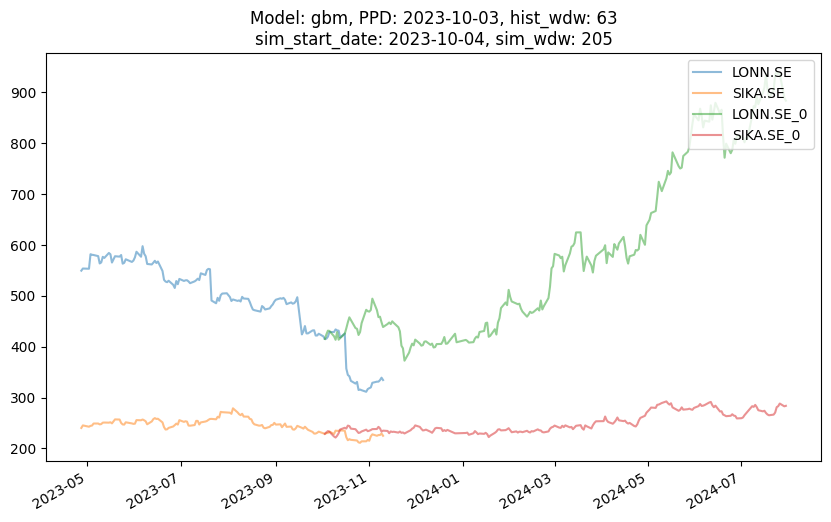 Model: gbm, PPD: 2023-10-03, hist_wdw: 63
sim_start_date: 2023-10-04, sim_wdw: 205
LONN.SE
SIKA.SE
LONN.SE_0
SIKA.SE_0
900
800
700
600
500
400
300
200
2023-05
2023-07
2023-09
2023-11
2024-01
2024-03
2024-05
2024-07